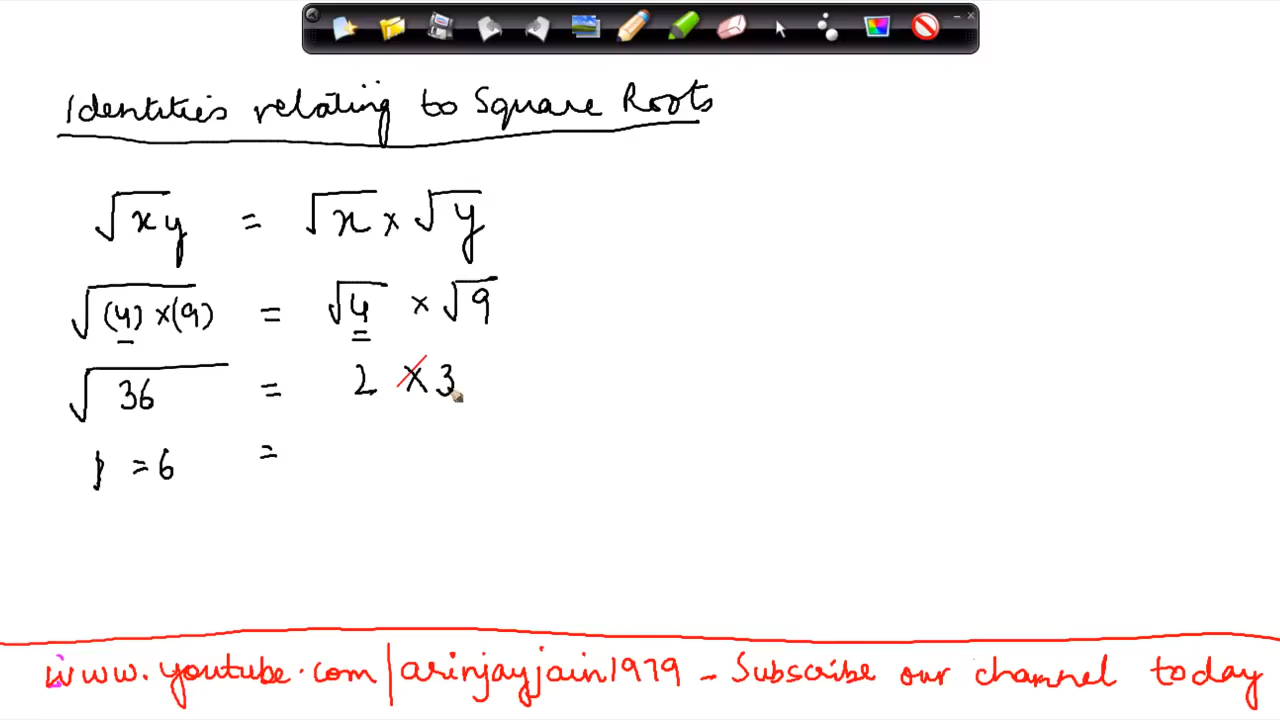 Identities relating to Square Roots
√xy = √x × √y
√(4)×(9) = √4 × √9
√36 = 2 × 3
= 6 =
www.youtube.com/arinjayjain1979 - Subscribe our channel today